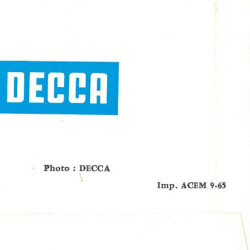 DECCA
Photo : DECCA
Imp. ACEM 9-65